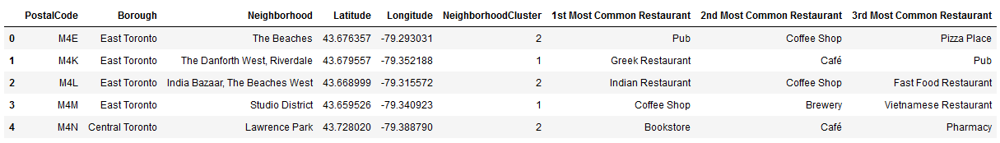 PostalCode Borough Neighborhood Latitude Longitude NeighborhoodCluster 1st Most Common Restaurant 2nd Most Common Restaurant 3rd Most Common Restaurant
0 M4E East Toronto The Beaches 43.676357 -79.293031 2 Pub Coffee Shop Pizza Place
1 M4K East Toronto The Danforth West, Riverdale 43.679557 -79.352188 1 Greek Restaurant Café Pub
2 M4L East Toronto India Bazaar, The Beaches West 43.668999 -79.315572 2 Indian Restaurant Coffee Shop Fast Food Restaurant
3 M4M East Toronto Studio District 43.659526 -79.340923 1 Coffee Shop Brewery Vietnamese Restaurant
4 M4N Central Toronto Lawrence Park 43.728020 -79.388790 2 Bookstore Café Pharmacy